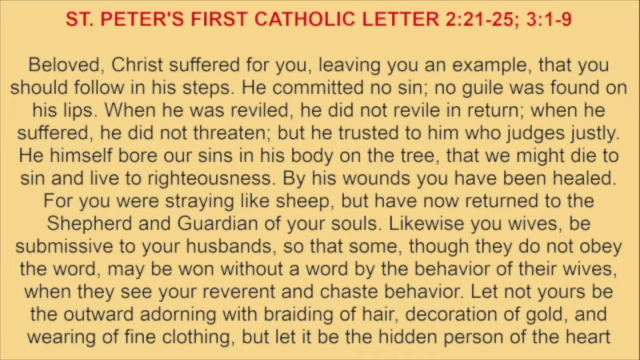 ST. PETER'S FIRST CATHOLIC LETTER 2:21-25; 3:1-9
Beloved, Christ suffered for you, leaving you an example, that you
should follow in his steps. He committed no sin; no guile was found on
his lips. When he was reviled, he did not revile in return; when he
suffered, he did not threaten; but he trusted to him who judges justly.
He himself bore our sins in his body on the tree, that we might die to
sin and live to righteousness. By his wounds you have been healed.
For you were straying like sheep, but have now returned to the
Shepherd and Guardian of your souls. Likewise you wives, be
submissive to your husbands, so that some, though they do not obey
the word, may be won without a word by the behavior of their wives,
when they see your reverent and chaste behavior. Let not yours be
the outward adorning with braiding of hair, decoration of gold, and
wearing of fine clothing, but let it be the hidden person of the heart